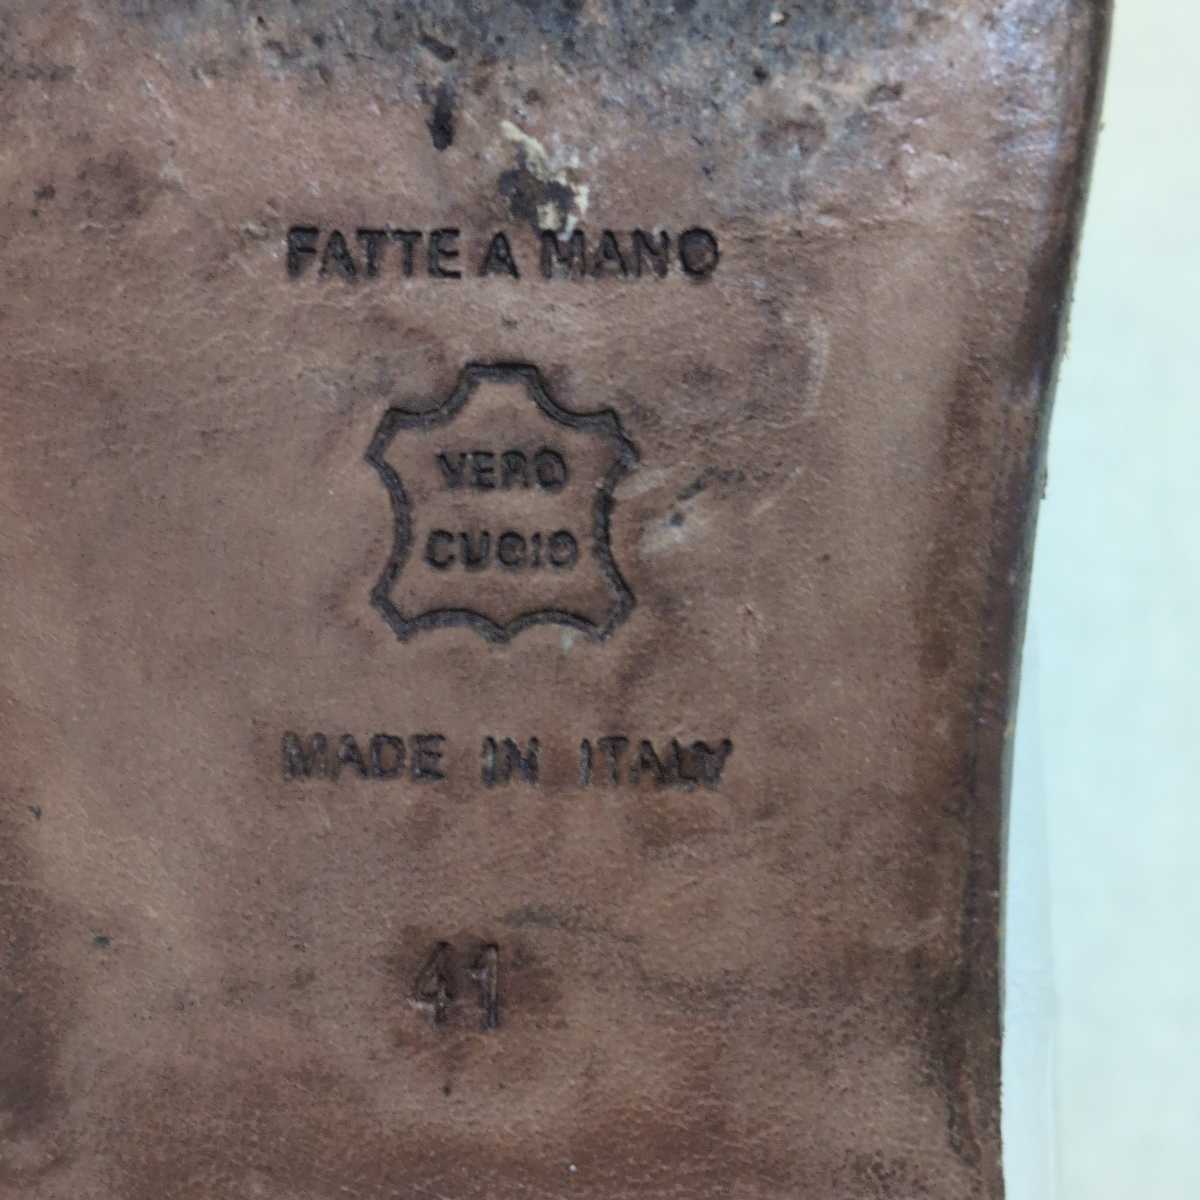 FATTE A MANO
VERO
CUOIO
MADE IN ITALY
41